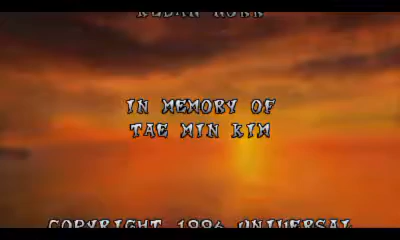 IN MEMORY OF
TAE MIN KIM
COPYRIGHT 1996 UNIVERSAL